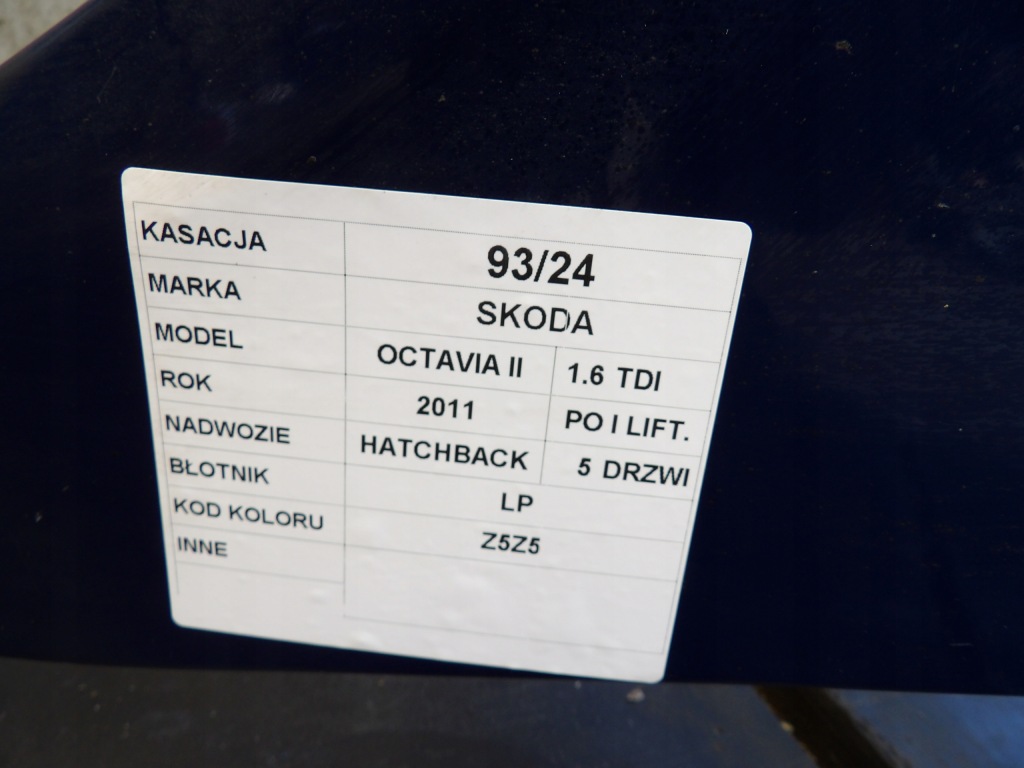 KASACJA 93/24
MARKA SKODA
MODEL OCTAVIA II 1.6 TDI
ROK 2011 PO I LIFT.
NADWOZIE HATCHBACK 5 DRZWI
BŁOTNIK LP
KOD KOLORU Z5Z5
INNE